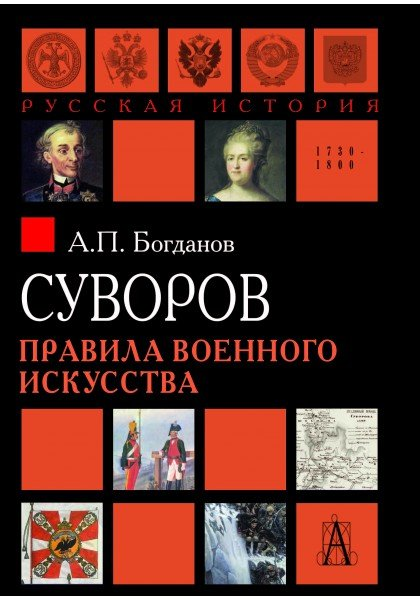 РУССКАЯ ИСТОРИЯ
1730-
1800
А.П. Богданов
СУВОРОВ
ПРАВИЛА ВОЕННОГО
ИСКУССТВА